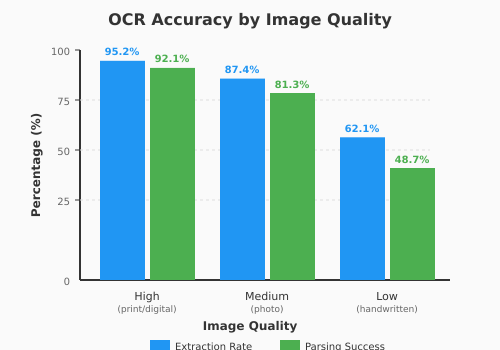 OCR Accuracy by Image Quality
100
75
50
25
0
Percentage (%)
95.2%
92.1%
87.4%
81.3%
62.1%
48.7%
High
(print/digital)
Medium
(photo)
Low
(handwritten)
Image Quality
Extraction Rate
Parsing Success